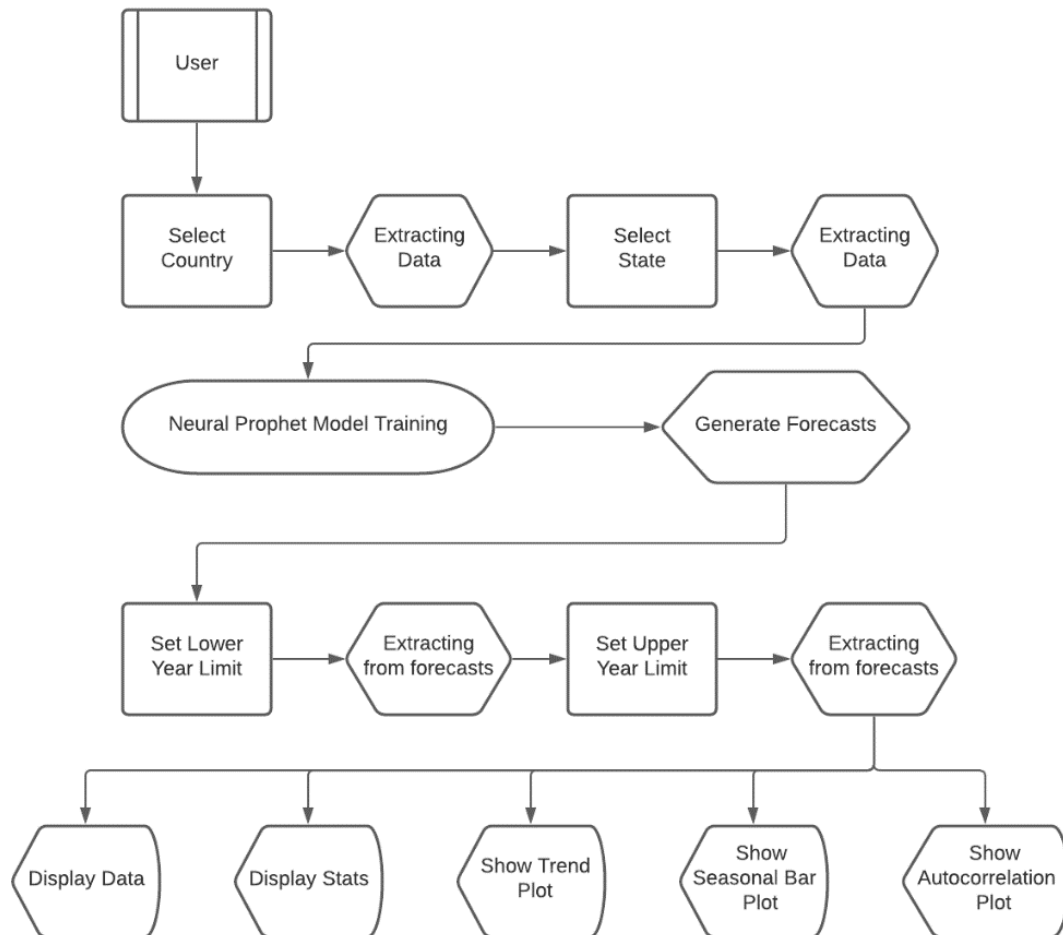 User
Select
Country
Extracting
Data
Select
State
Extracting
Data
Neural Prophet Model Training
Generate Forecasts
Set Lower
Year Limit
Extracting
from forecasts
Set Upper
Year Limit
Extracting
from forecasts
Display Data
Display Stats
Show Trend
Plot
Show
Seasonal Bar
Plot
Show
Autocorrelation
Plot